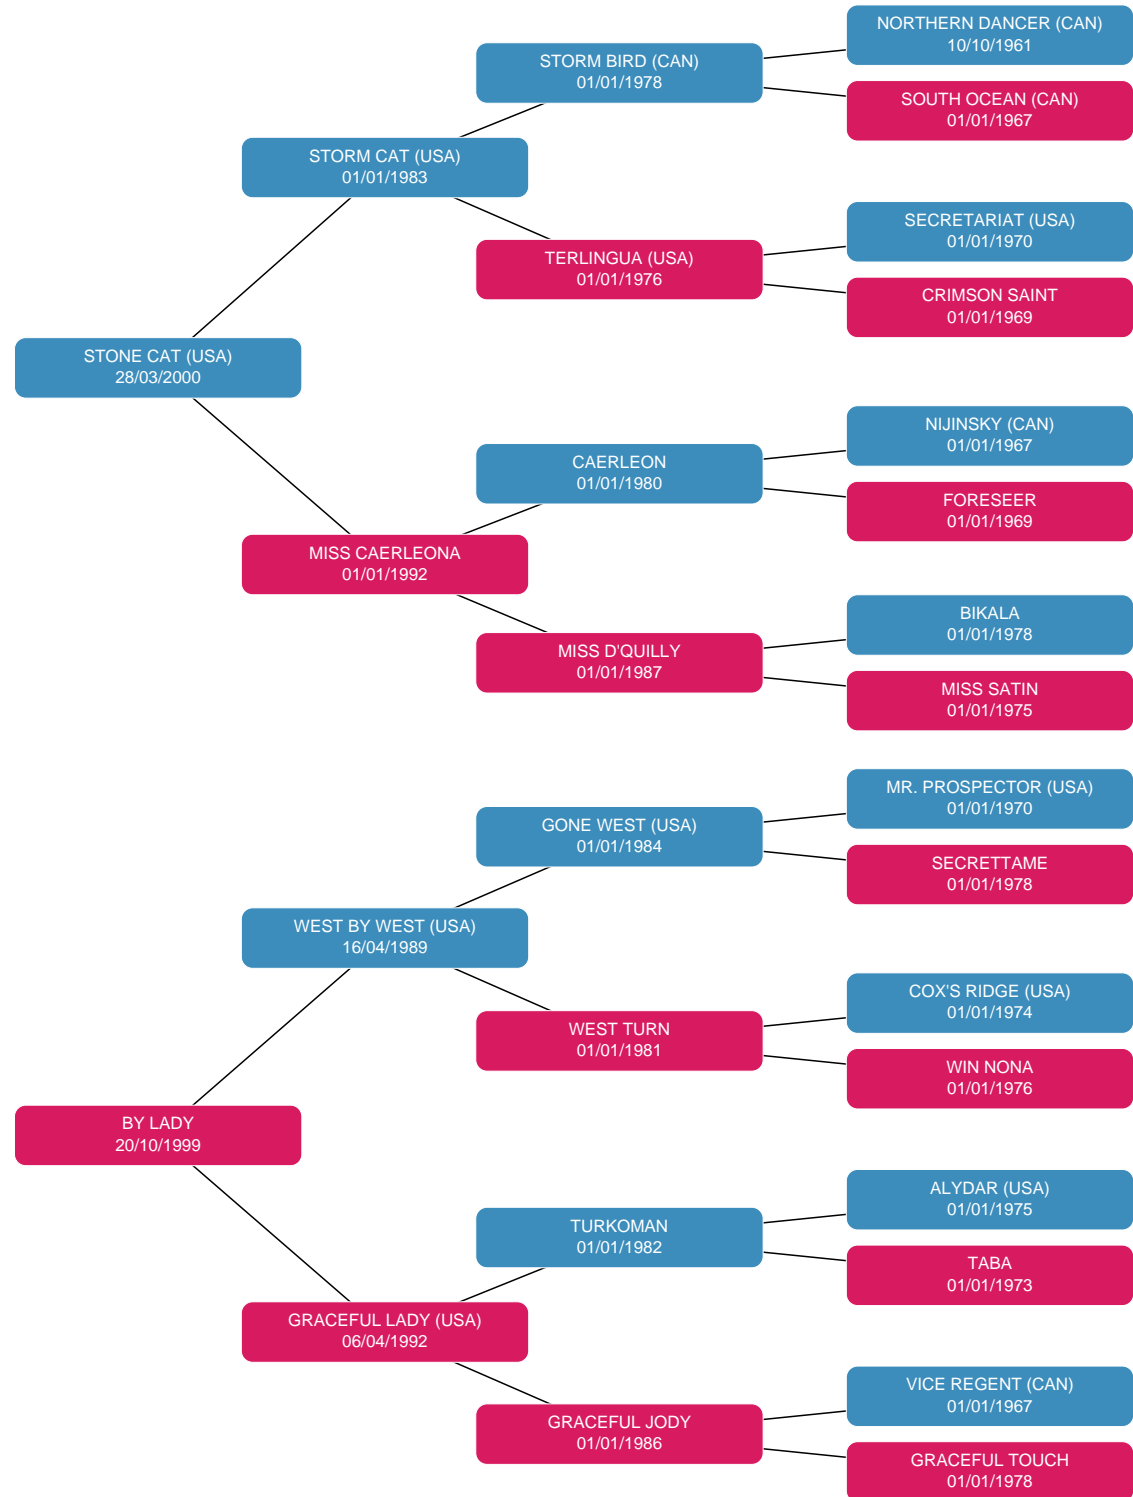 NORTHERN DANCER (CAN)
10/10/1961
STORM BIRD (CAN)
01/01/1978
SOUTH OCEAN (CAN)
01/01/1967
STORM CAT (USA)
01/01/1983
SECRETARIAT (USA)
01/01/1970
TERLINGUA (USA)
01/01/1976
CRIMSON SAINT
01/01/1969
STONE CAT (USA)
28/03/2000
NIJINSKY (CAN)
01/01/1967
CAERLEON
01/01/1980
FORESEER
01/01/1969
MISS CAERLEONA
01/01/1992
BIKALA
01/01/1978
MISS D'QUILLY
01/01/1987
MISS SATIN
01/01/1975
MR. PROSPECTOR (USA)
01/01/1970
GONE WEST (USA)
01/01/1984
SECRETTAME
01/01/1978
WEST BY WEST (USA)
16/04/1989
COX'S RIDGE (USA)
01/01/1974
WEST TURN
01/01/1981
WIN NONA
01/01/1976
BY LADY
20/10/1999
ALYDAR (USA)
01/01/1975
TURKOMAN
01/01/1982
TABA
01/01/1973
GRACEFUL LADY (USA)
06/04/1992
VICE REGENT (CAN)
01/01/1967
GRACEFUL JODY
01/01/1986
GRACEFUL TOUCH
01/01/1978